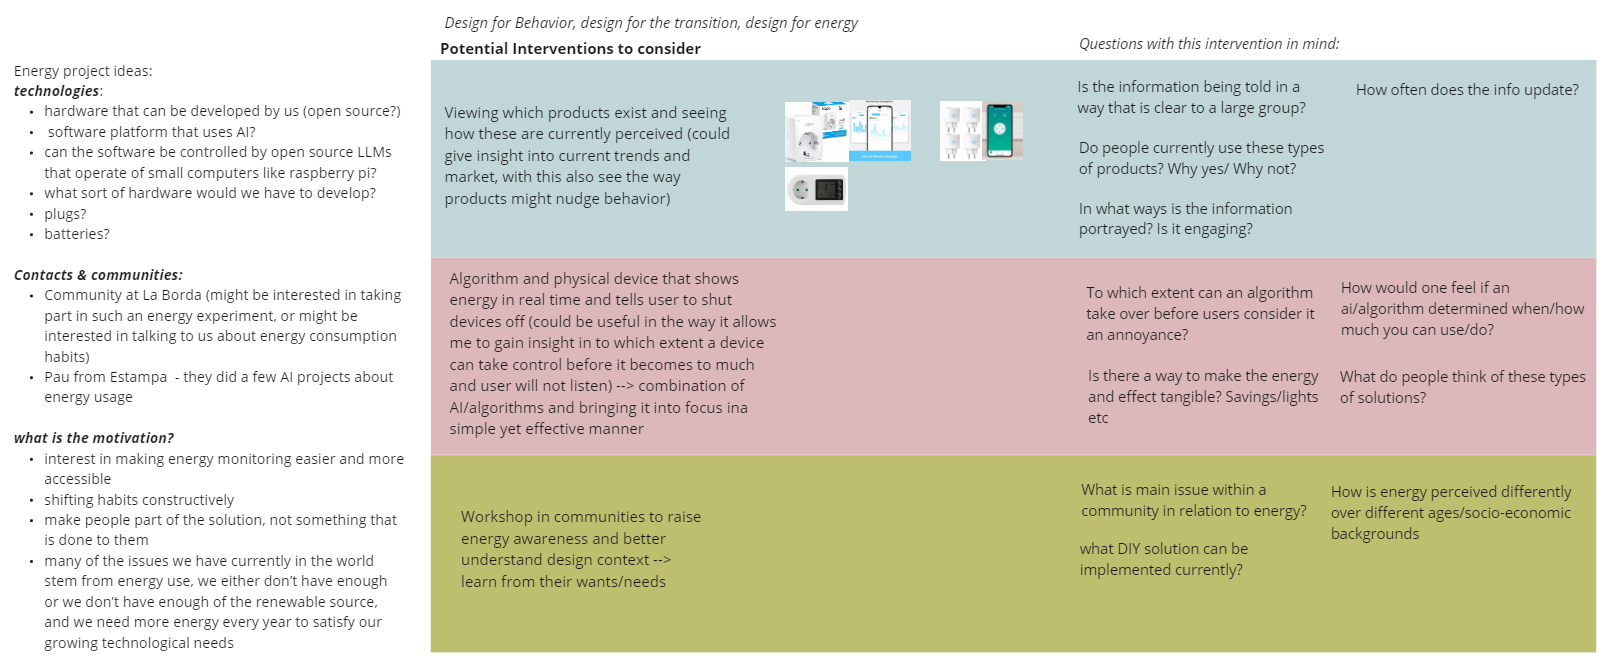 Design for Behavior, design for the transition, design for energy
Potential Interventions to consider
Questions with this intervention in mind:
Energy project ideas:
technologies:
• hardware that can be developed by us (open source?)
• software platform that uses AI?
• can the software be controlled by open source LLMs
that operate of small computers like raspberry pi?
• what sort of hardware would we have to develop?
• plugs?
• batteries?
Contacts & communities:
• Community at La Borda (might be interested in taking
part in such an energy experiment, or might be
interested in talking to us about energy consumption
habits)
• Pau from Estampa - they did a few AI projects about
energy usage
what is the motivation?
• interest in making energy monitoring easier and more
accessible
• shifting habits constructively
• make people part of the solution, not something that
is done to them
• many of the issues we have currently in the world
stem from energy use, we either don't have enough
or we don't have enough of the renewable source,
and we need more energy every year to satisfy our
growing technological needs
Viewing which products exist and seeing
how these are currently perceived (could
give insight into current trends and
market, with this also see the way
products might nudge behavior)
Is the information being told in a
way that is clear to a large group?
Do people currently use these types
of products? Why yes/ Why not?
In what ways is the information
portrayed? Is it engaging?
How often does the info update?
Algorithm and physical device that shows
energy in real time and tells user to shut
devices off (could be useful in the way it allows
me to gain insight in to which extent a device
can take control before it becomes to much
and user will not listen) --> combination of
AI/algorithms and bringing it into focus ina
simple yet effective manner
To which extent can an algorithm
take over before users consider it
an annoyance?
Is there a way to make the energy
and effect tangible? Savings/lights
etc
How would one feel if an
ai/algorithm determined when/how
much you can use/do?
What do people think of these types
of solutions?
Workshop in communities to raise
energy awareness and better
understand design context -->
learn from their wants/needs
What is main issue within a
community in relation to energy?
what DIY solution can be
implemented currently?
How is energy perceived differently
over different ages/socio-economic
backgrounds